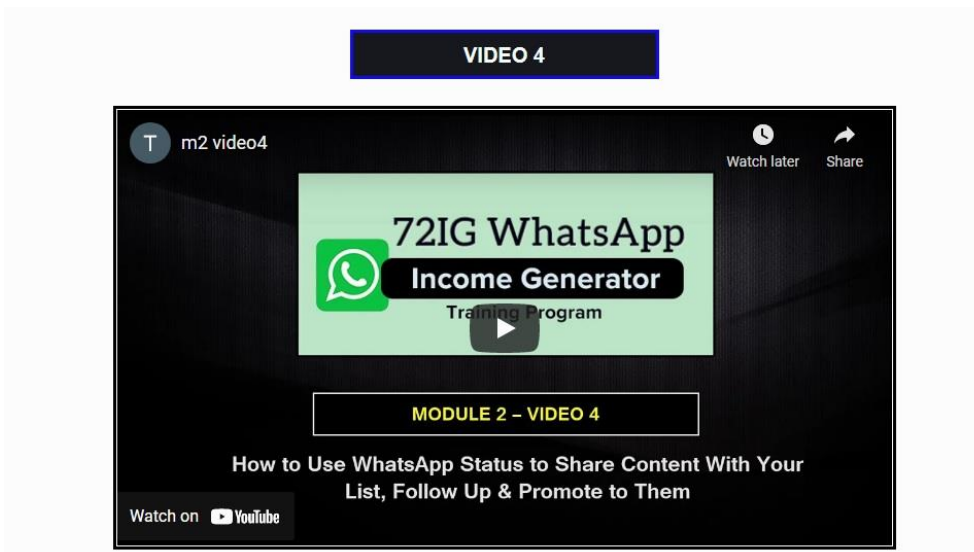 VIDEO 4
T
m2 video4
Watch later
Share
72IG WhatsApp
Income Generator
Training Program
MODULE 2 – VIDEO 4
How to Use WhatsApp Status to Share Content With Your
List, Follow Up & Promote to Them
Watch on YouTube